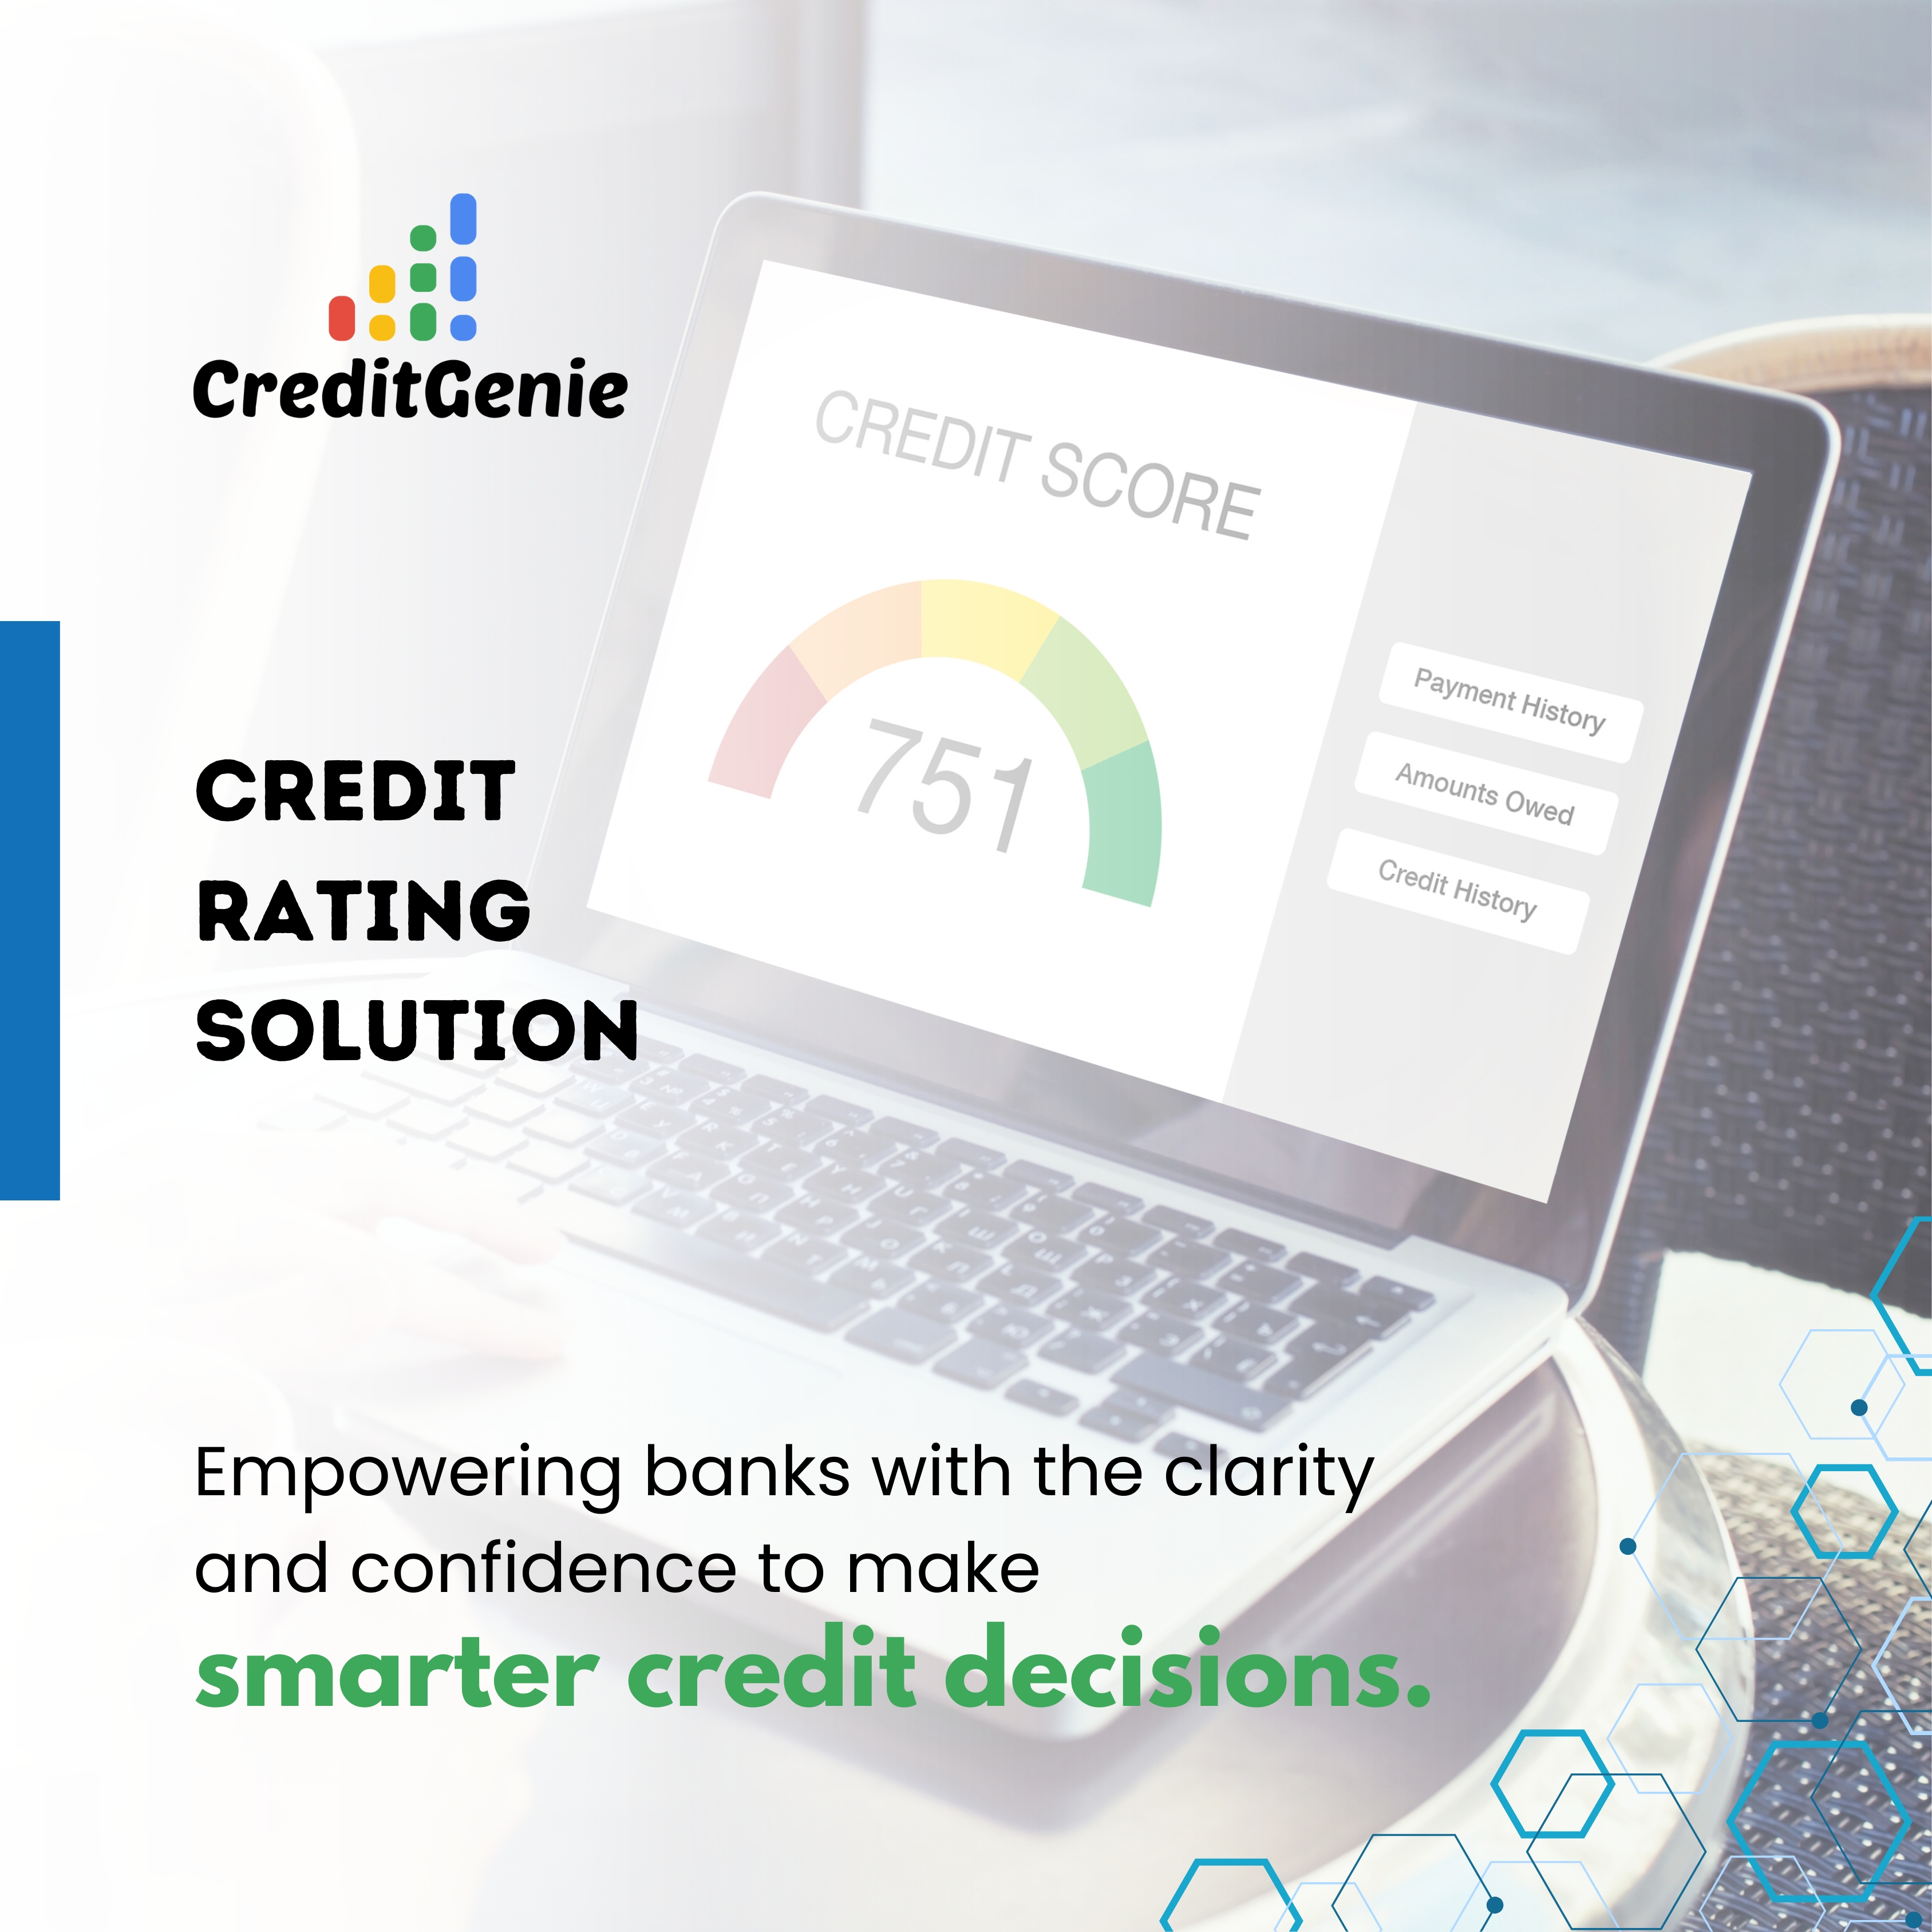 CreditGenie
CREDIT SCORE
751
Payment History
Amounts Owed
Credit History
CREDIT
RATING
SOLUTION
Empowering banks with the clarity
and confidence to make
smarter credit decisions.